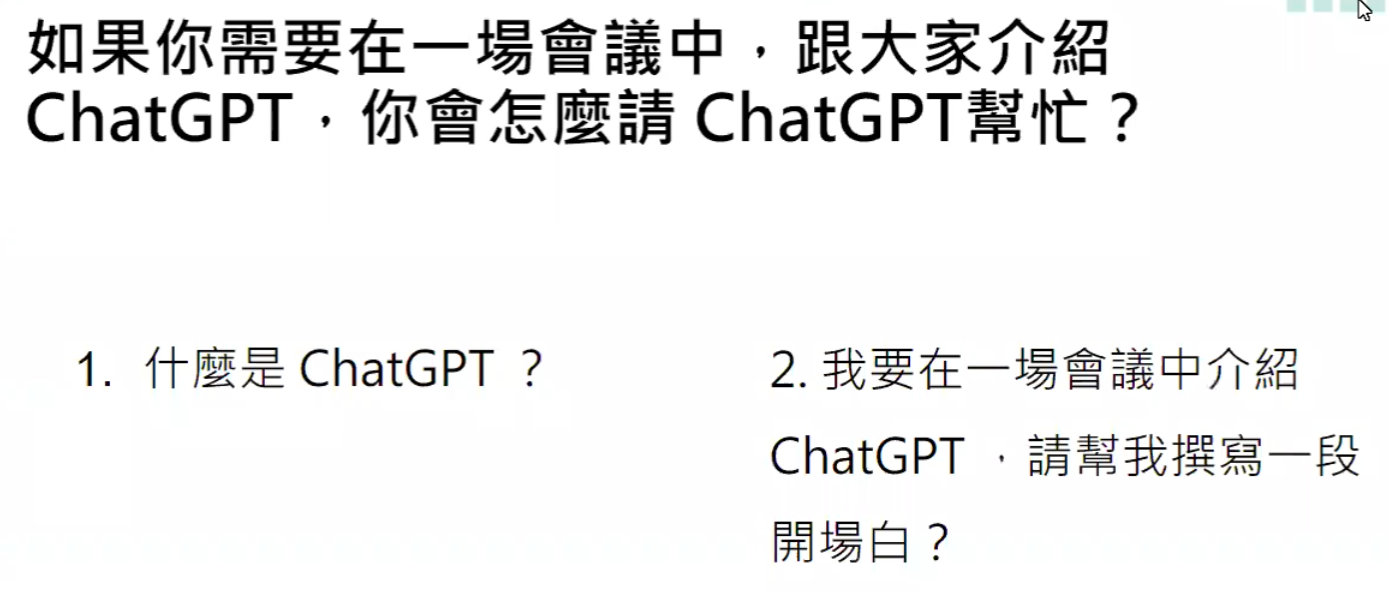 如果你需要在一場會議中，跟大家介紹
ChatGPT，你會怎麼請 ChatGPT幫忙？
1. 什麼是 ChatGPT ？
2. 我要在一場會議中介紹
ChatGPT ，請幫我撰寫一段
開場白？